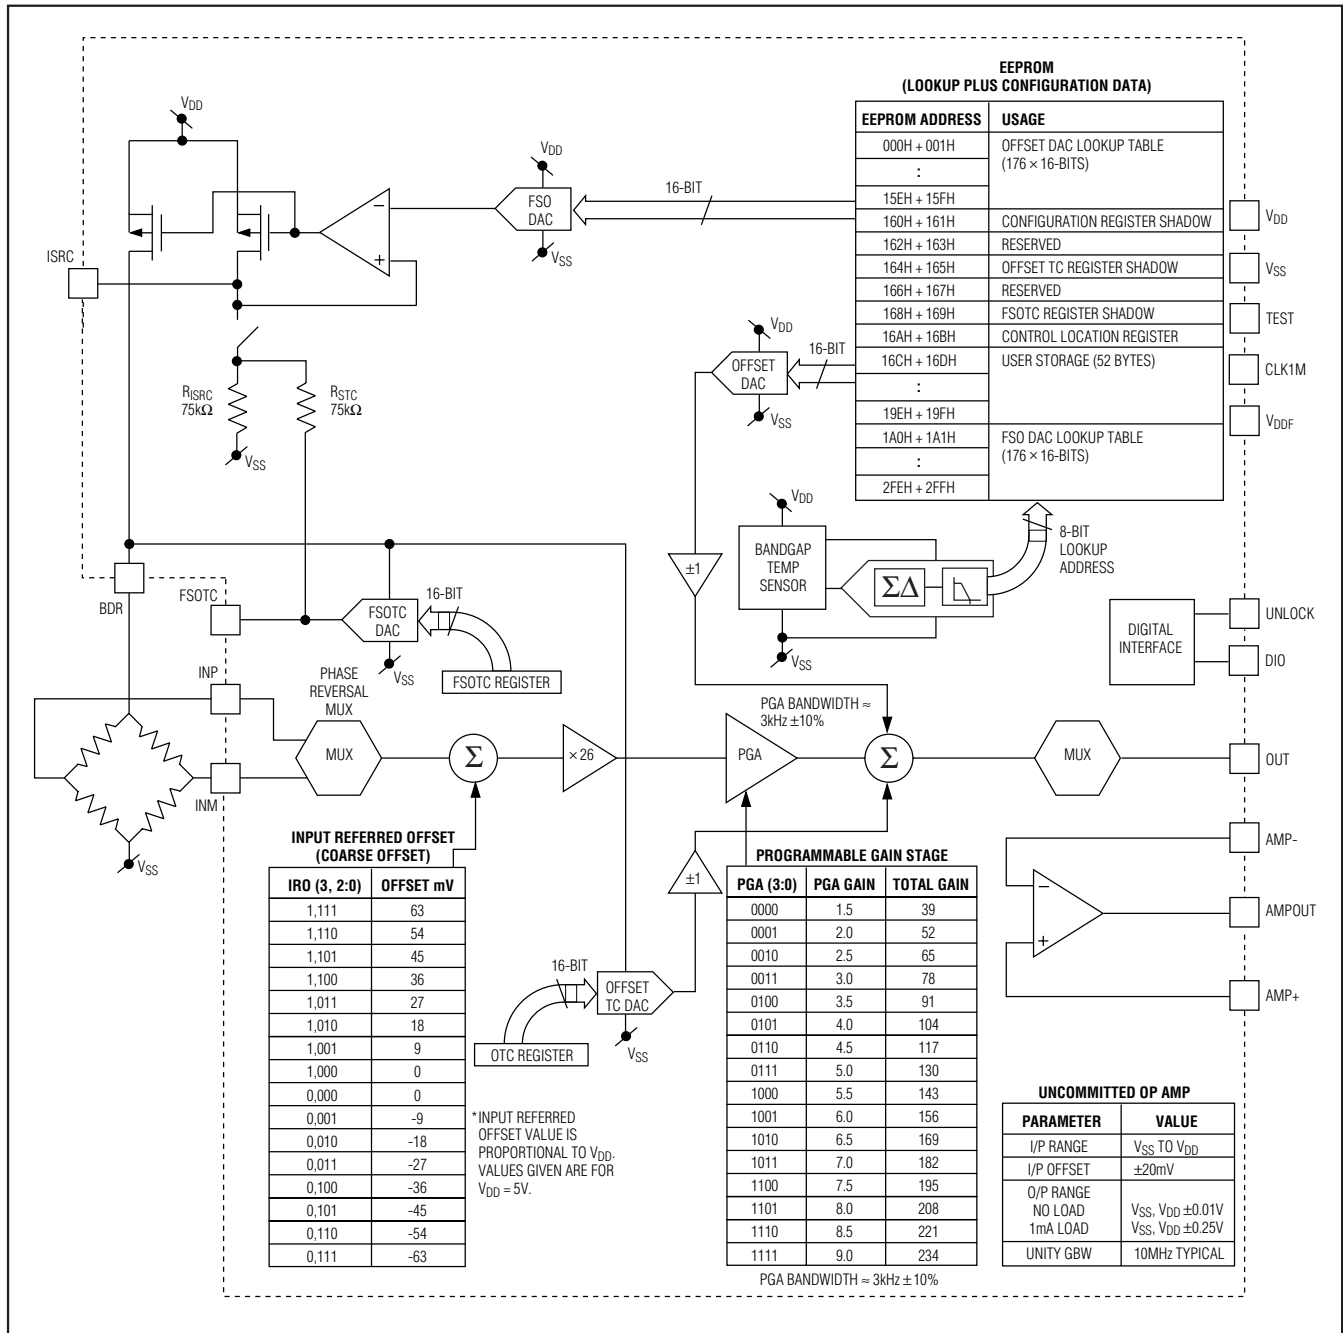 EEPROM
(LOOKUP PLUS CONFIGURATION DATA)
EEPROM ADDRESS USAGE
000H + 001H OFFSET DAC LOOKUP TABLE
(176 × 16-BITS)
:
15EH + 15FH
160H + 161H CONFIGURATION REGISTER SHADOW
162H + 163H RESERVED
164H + 165H OFFSET TC REGISTER SHADOW
166H + 167H RESERVED
168H + 169H FSOTC REGISTER SHADOW
16AH + 16BH CONTROL LOCATION REGISTER
16CH + 16DH USER STORAGE (52 BYTES)
:
19EH + 19FH
1A0H + 1A1H FSO DAC LOOKUP TABLE
(176 × 16-BITS)
:
2FEH + 2FFH
VDD
VDD
FSO
DAC
VSS
16-BIT
−
+
ISRC
RISRC
75kΩ
VSS
RSTC
75kΩ
VDD
OFFSET
DAC
VSS
16-BIT
VDD
VSS
TEST
CLK1M
VDDF
±1
VDD
BANDGAP
TEMP
SENSOR
VSS
ΣΔ
8-BIT
LOOKUP
ADDRESS
BDR
FSOTC
FSOTC
DAC
VSS
16-BIT
FSOTC REGISTER
DIGITAL
INTERFACE
UNLOCK
DIO
INP
INM
VSS
PHASE
REVERSAL
MUX
MUX
Σ
× 26
PGA BANDWIDTH ≈
3kHz ±10%
PGA
Σ
MUX
OUT
INPUT REFERRED OFFSET
(COARSE OFFSET)
IRO (3, 2:0) OFFSET mV
1,111 63
1,110 54
1,101 45
1,100 36
1,011 27
1,010 18
1,001 9
1,000 0
0,000 0
0,001 -9
0,010 -18
0,011 -27
0,100 -36
0,101 -45
0,110 -54
0,111 -63
*INPUT REFERRED
OFFSET VALUE IS
PROPORTIONAL TO VDD.
VALUES GIVEN ARE FOR
VDD = 5V.
±1
16-BIT
OFFSET
TC DAC
VSS
OTC REGISTER
PROGRAMMABLE GAIN STAGE
PGA (3:0) PGA GAIN TOTAL GAIN
0000 1.5 39
0001 2.0 52
0010 2.5 65
0011 3.0 78
0100 3.5 91
0101 4.0 104
0110 4.5 117
0111 5.0 130
1000 5.5 143
1001 6.0 156
1010 6.5 169
1011 7.0 182
1100 7.5 195
1101 8.0 208
1110 8.5 221
1111 9.0 234
PGA BANDWIDTH ≈ 3kHz ± 10%
−
+
AMP-
AMPOUT
AMP+
UNCOMMITTED OP AMP
PARAMETER VALUE
I/P RANGE VSS TO VDD
I/P OFFSET ±20mV
O/P RANGE
NO LOAD VSS, VDD ±0.01V
1mA LOAD VSS, VDD ±0.25V
UNITY GBW 10MHz TYPICAL